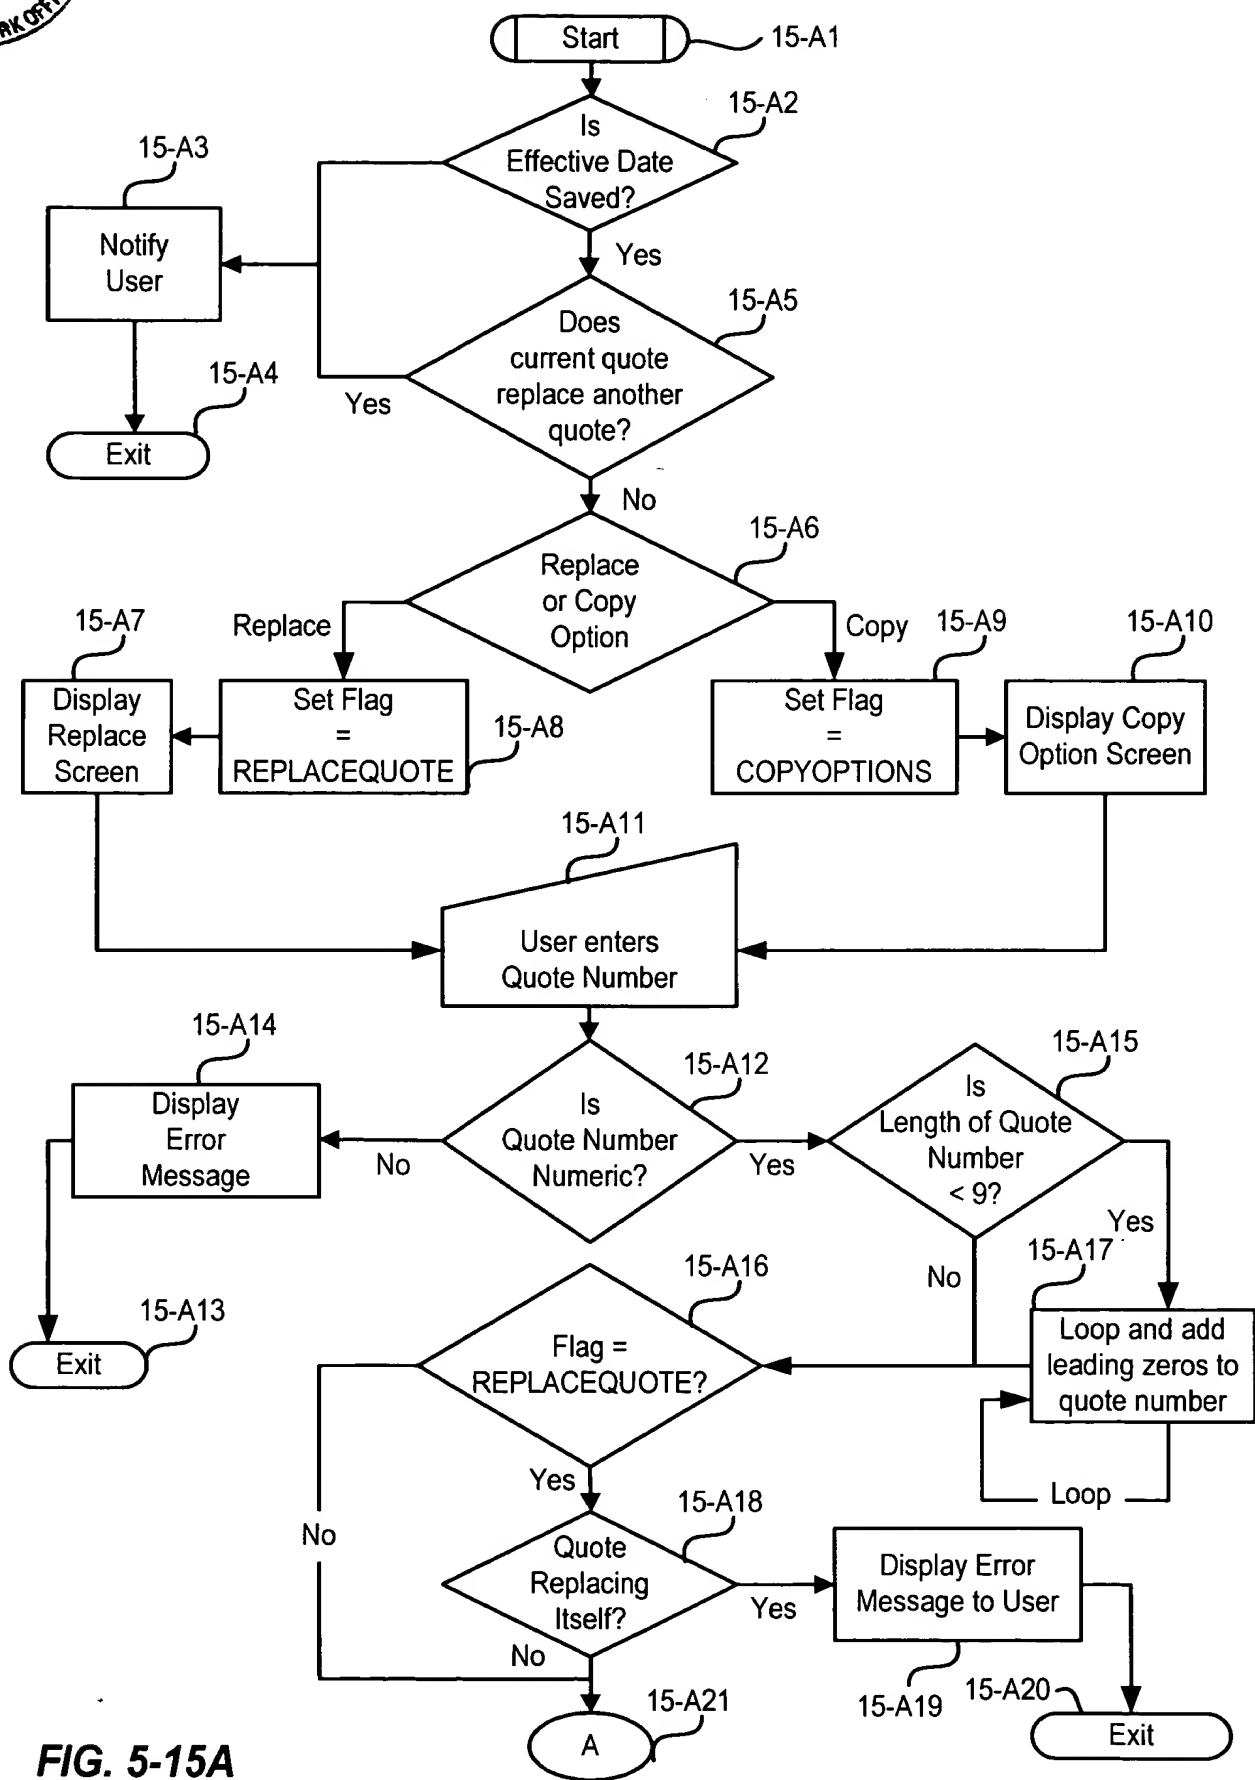 Start
15-A1
15-A2
Is
Effective Date
Saved?
15-A3
Notify
User
Yes
15-A5
Does
current quote
replace another
quote?
15-A4
Yes
Exit
No
15-A6
Replace
or Copy
Option
15-A7
Replace
Copy
15-A9
15-A10
Display
Replace
Screen
Set Flag
=
REPLACEQUOTE
15-A8
Set Flag
=
COPYOPTIONS
Display Copy
Option Screen
15-A11
User enters
Quote Number
15-A14
15-A12
15-A15
Display
Error
Message
No
Is
Quote Number
Numeric?
Yes
Is
Length of Quote
Number
< 9?
Yes
15-A16
No
15-A17
15-A13
Exit
Flag =
REPLACEQUOTE?
Loop and add
leading zeros to
quote number
Yes
Loop
15-A18
No
Quote
Replacing
Itself?
Yes
Display Error
Message to User
No
15-A21
15-A19
15-A20
A
Exit
FIG. 5-15A